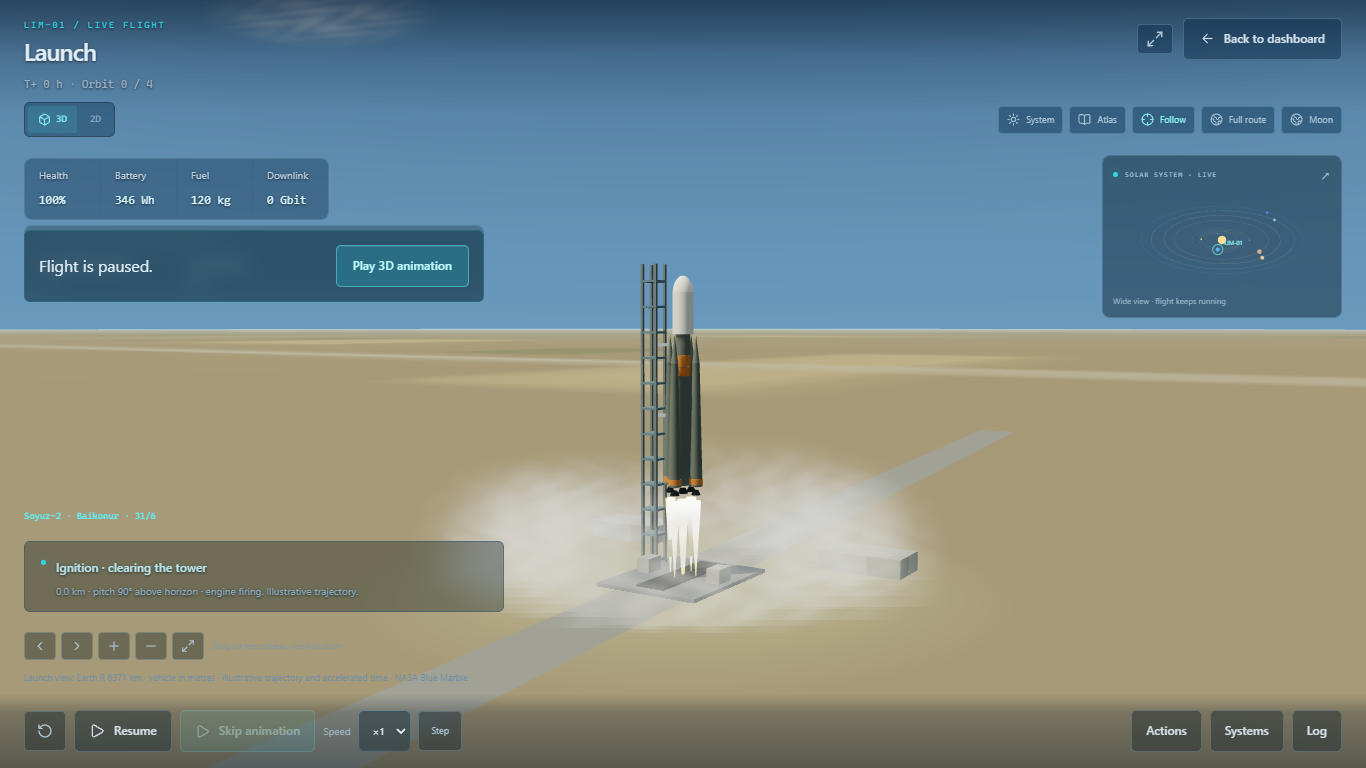 LIM-01 / LIVE FLIGHT
Launch
T+ 0 h · Orbit 0 / 4
Back to dashboard
3D 2D
System Atlas Follow Full route Moon
Health Battery Fuel Downlink
100% 346 Wh 120 kg 0 Gbit
SOLAR SYSTEM · LIVE
LIM-01
Wide view · flight keeps running
Flight is paused.
Play 3D animation
Soyuz-2 · Baikonur · 31/6
Ignition · clearing the tower
0.0 km · pitch 90° above horizon · engine firing. Illustrative trajectory.
Launch view: Earth R 6371 km · vehicle in metres · illustrative trajectory and accelerated time · NASA Blue Marble
Resume Skip animation Speed ×1 Step
Actions Systems Log